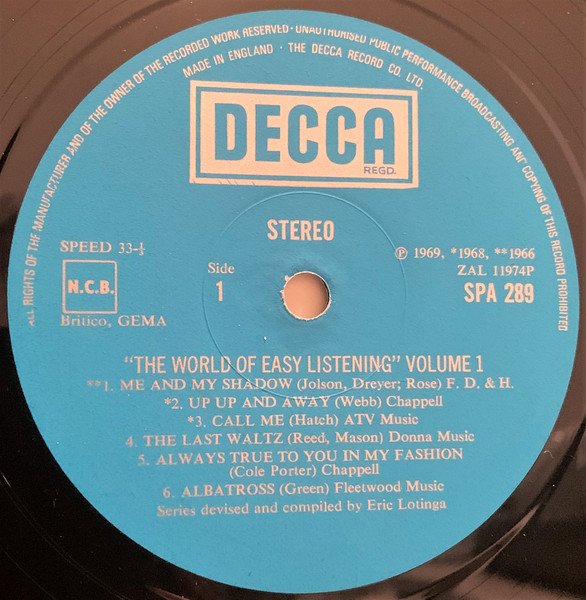 ALL RIGHTS OF THE MANUFACTURER AND OF THE OWNER OF THE RECORDED WORK RESERVED · UNAUTHORISED PUBLIC PERFORMANCE BROADCASTING AND COPYING OF THIS RECORD PROHIBITED
MADE IN ENGLAND · THE DECCA RECORD CO. LTD.
DECCA
REGD.
STEREO
SPEED 33-⅓
℗ 1969, *1968, **1966
Side
ZAL 11974P
N.C.B.
1
SPA 289
Britico, GEMA
"THE WORLD OF EASY LISTENING" VOLUME 1
**1. ME AND MY SHADOW (Jolson, Dreyer; Rose) F. D. & H.
*2. UP UP AND AWAY (Webb) Chappell
*3. CALL ME (Hatch) ATV Music
4. THE LAST WALTZ (Reed, Mason) Donna Music
5. ALWAYS TRUE TO YOU IN MY FASHION
(Cole Porter) Chappell
6. ALBATROSS (Green) Fleetwood Music
Series devised and compiled by Eric Lotinga